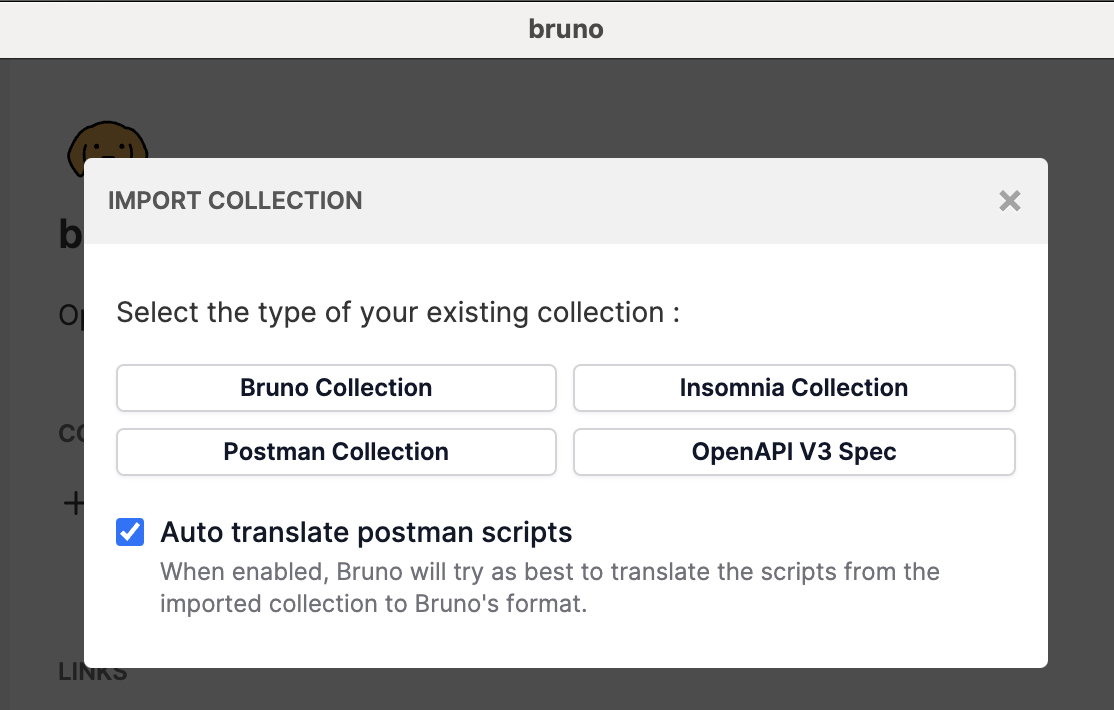 bruno
IMPORT COLLECTION
b
Op
Select the type of your existing collection :
Bruno Collection
Insomnia Collection
CO
Postman Collection
OpenAPI V3 Spec
+
Auto translate postman scripts
When enabled, Bruno will try as best to translate the scripts from the
imported collection to Bruno's format.
LINKS